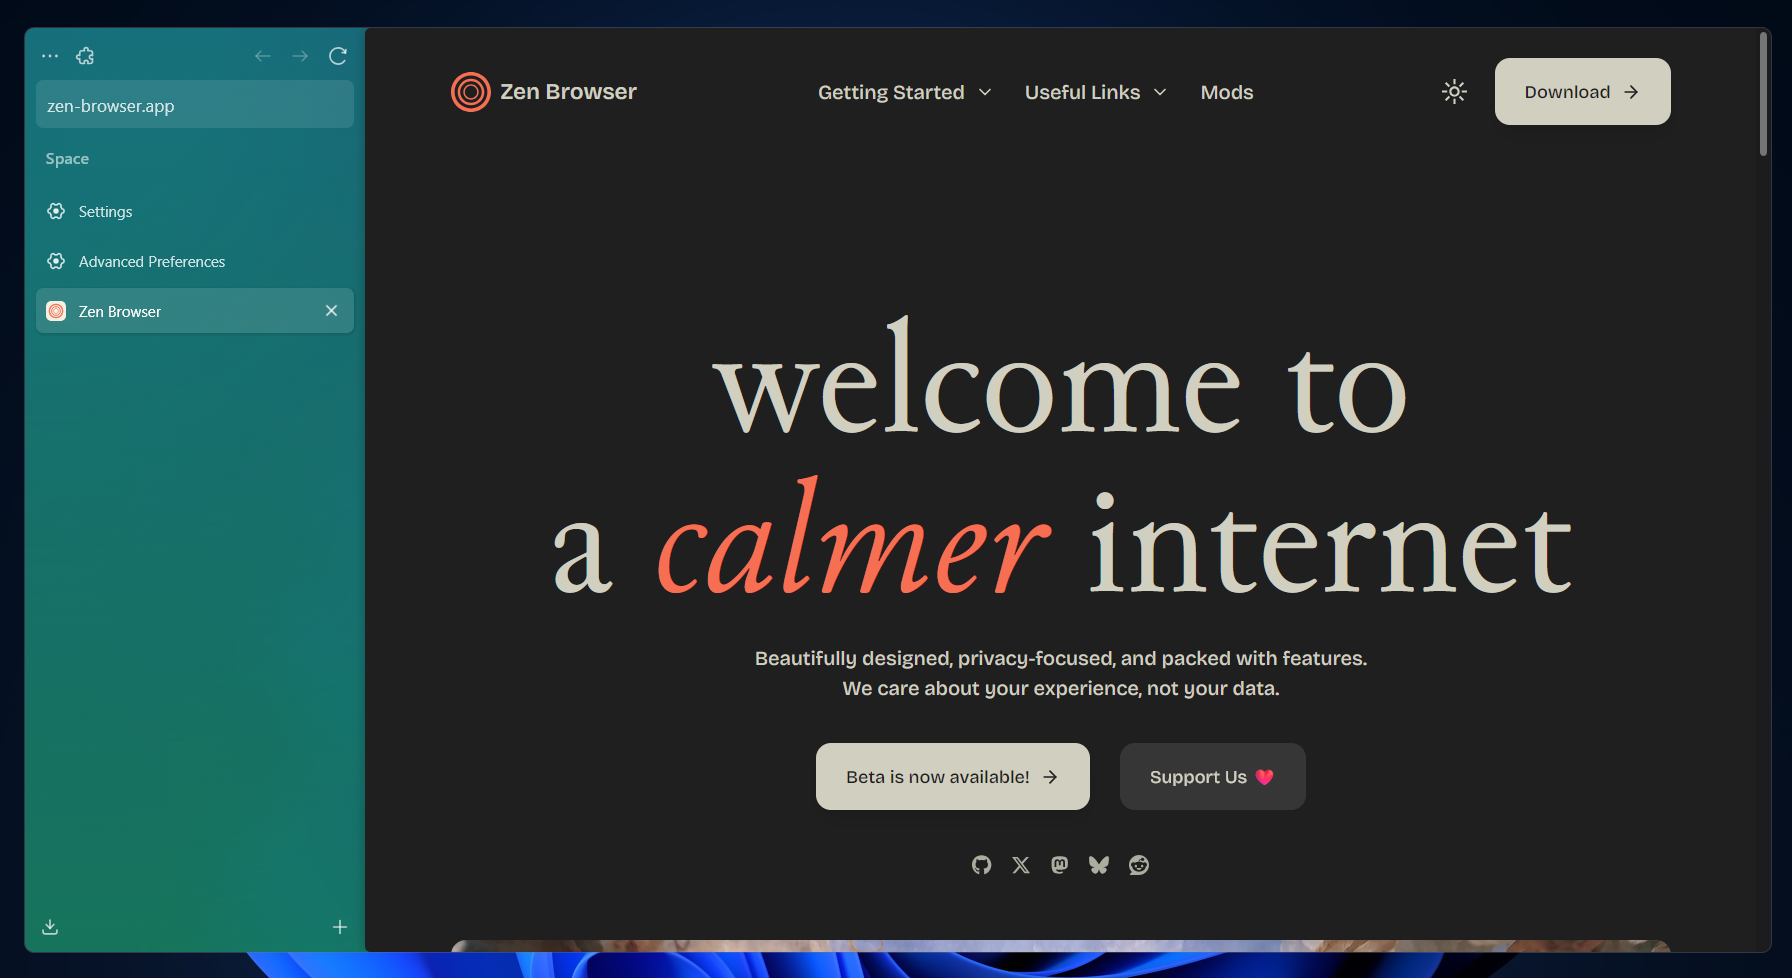 zen-browser.app
Space
Settings
Advanced Preferences
Zen Browser
Zen Browser
Getting Started
Useful Links
Mods
Download
welcome to
a calmer internet
Beautifully designed, privacy-focused, and packed with features.
We care about your experience, not your data.
Beta is now available!
Support Us